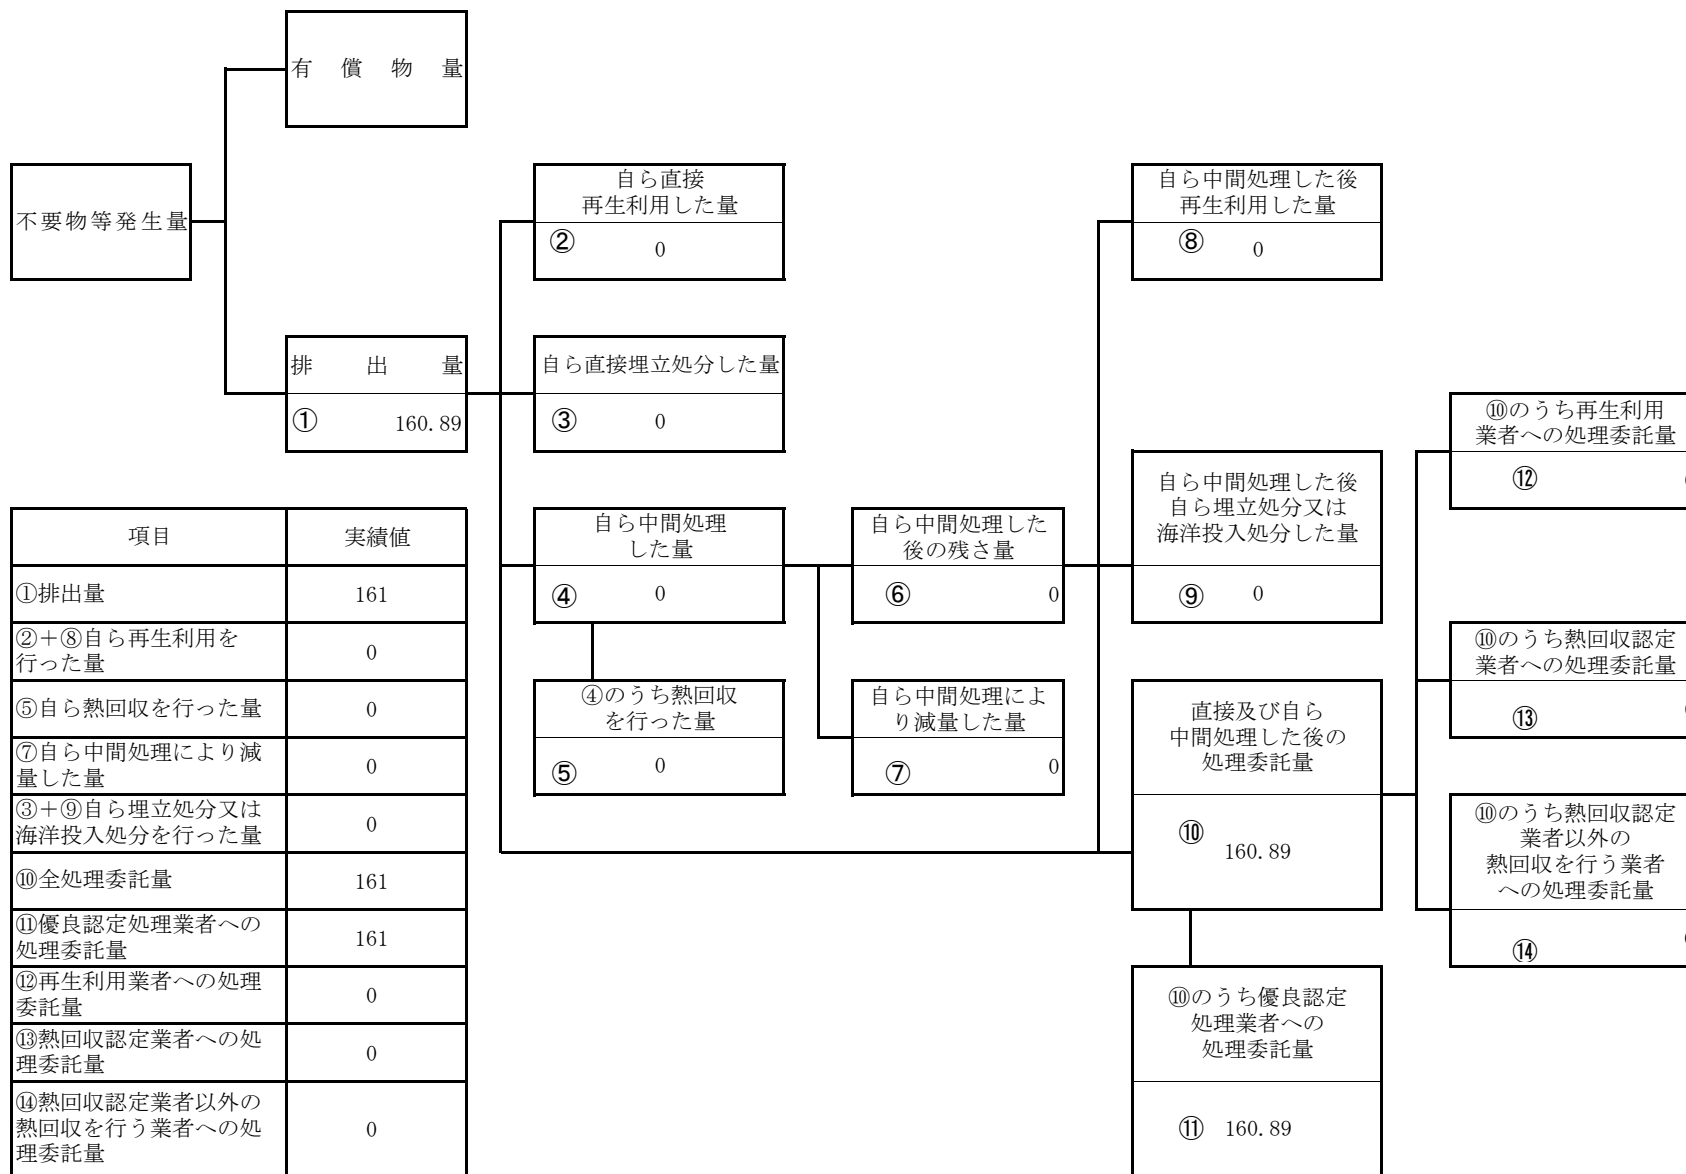 有償物量
不要物等発生量
排出量
① 160.89
自ら直接
再生利用した量
② 0
自ら直接埋立処分した量
③ 0
自ら中間処理
した量
④ 0
④のうち熱回収
を行った量
⑤ 0
自ら中間処理した
後の残さ量
⑥ 0
自ら中間処理によ
り減量した量
⑦ 0
自ら中間処理した後
再生利用した量
⑧ 0
自ら中間処理した後
自ら埋立処分又は
海洋投入処分した量
⑨ 0
直接及び自ら
中間処理した後の
処理委託量
⑩
160.89
⑩のうち優良認定
処理業者への
処理委託量
⑪ 160.89
⑩のうち再生利用
業者への処理委託量
⑫
⑩のうち熱回収認定
業者への処理委託量
⑬
⑩のうち熱回収認定
業者以外の
熱回収を行う業者
への処理委託量
⑭
項目 実績値
①排出量 161
②+⑧自ら再生利用を
行った量 0
⑤自ら熱回収を行った量 0
⑦自ら中間処理により減
量した量 0
③+⑨自ら埋立処分又は
海洋投入処分を行った量 0
⑩全処理委託量 161
⑪優良認定処理業者への
処理委託量 161
⑫再生利用業者への処理
委託量 0
⑬熱回収認定業者への処
理委託量 0
⑭熱回収認定業者以外の
熱回収を行う業者への処
理委託量 0